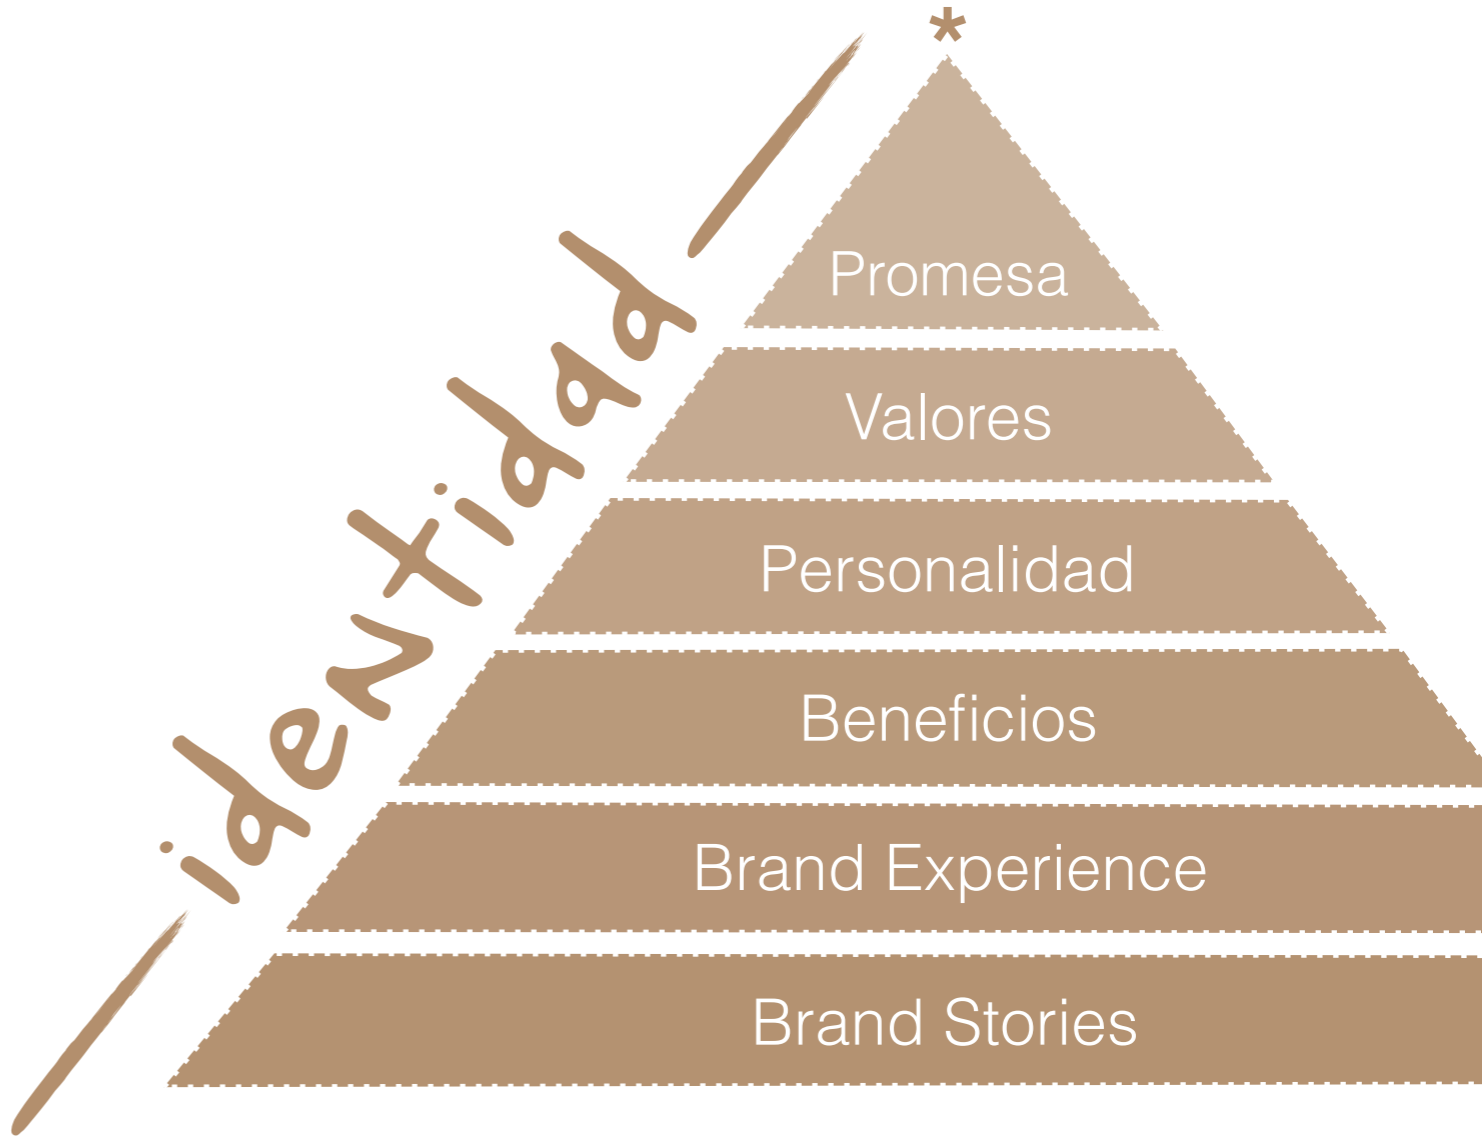 *
identidad
Promesa
Valores
Personalidad
Beneficios
Brand Experience
Brand Stories